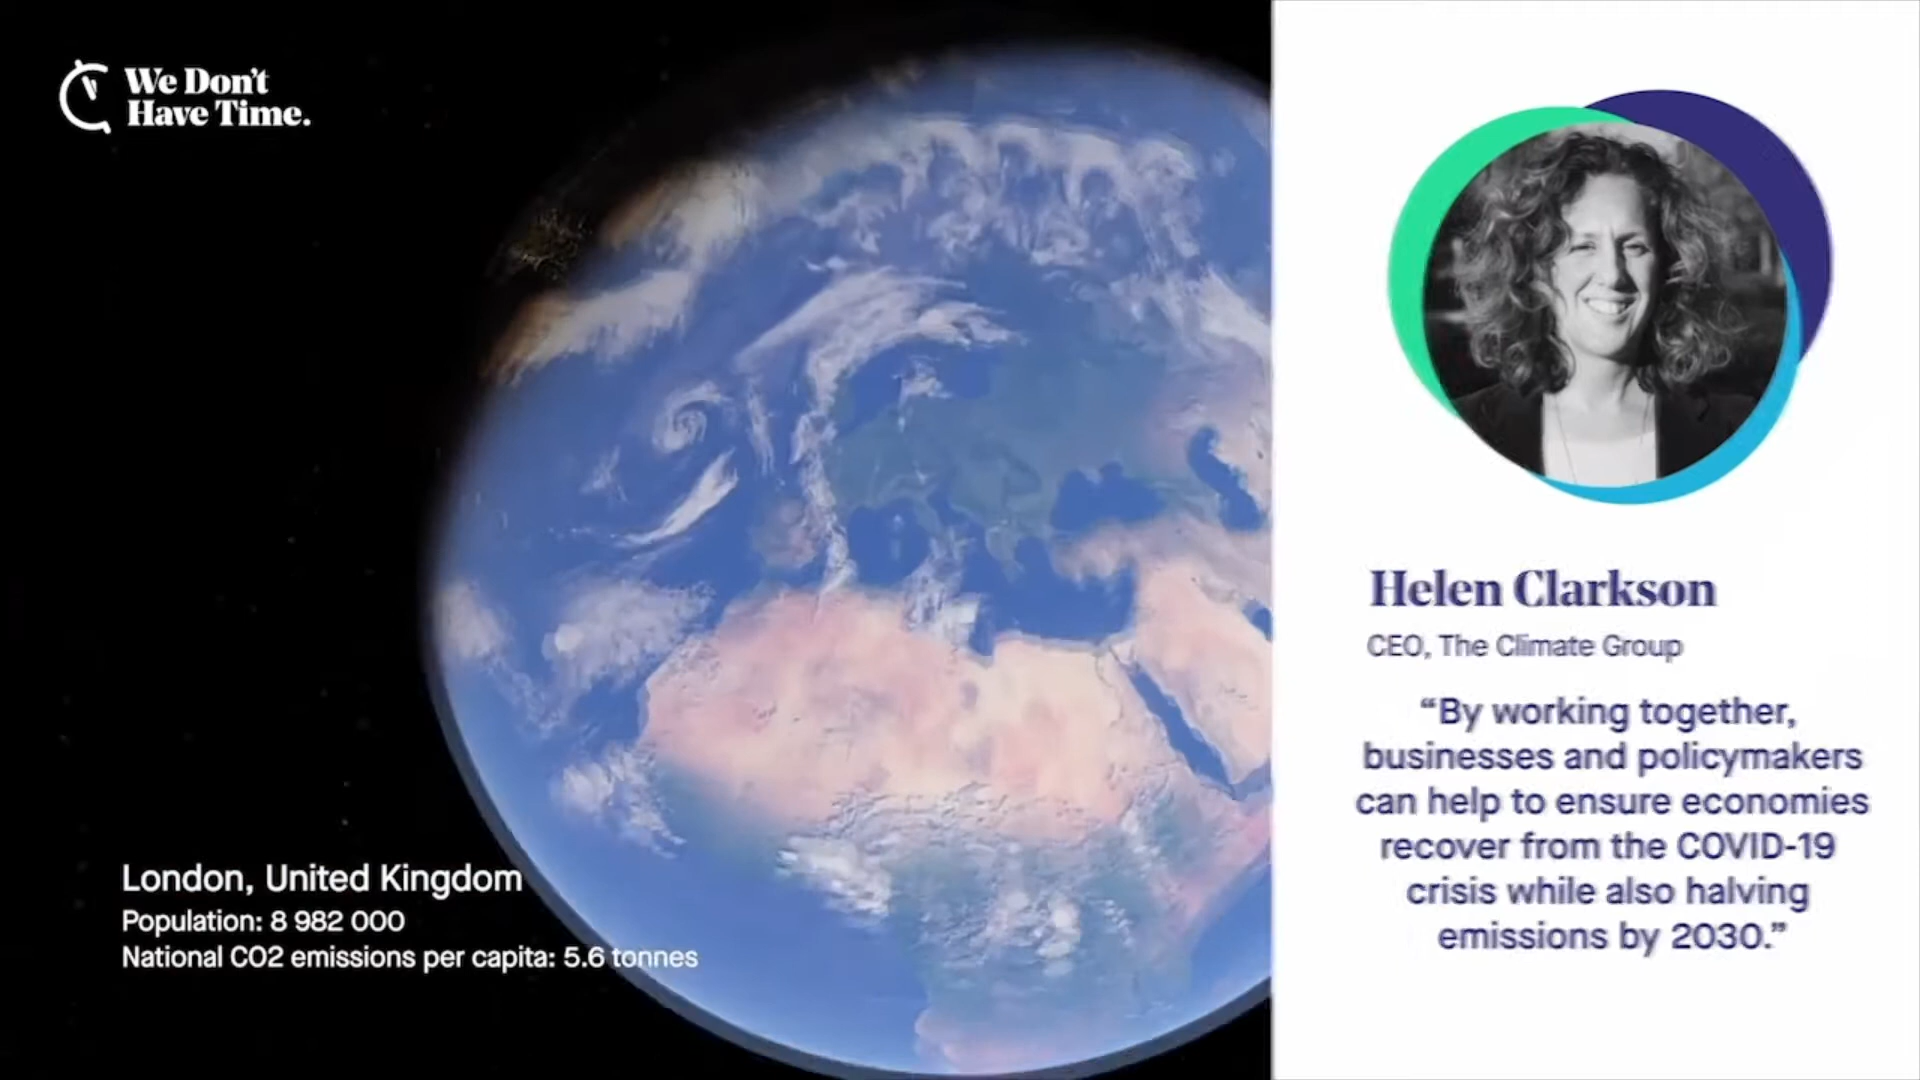 We Don't
Have Time.
London, United Kingdom
Population: 8 982 000
National CO2 emissions per capita: 5.6 tonnes
Helen Clarkson
CEO, The Climate Group
“By working together,
businesses and policymakers
can help to ensure economies
recover from the COVID-19
crisis while also halving
emissions by 2030.”